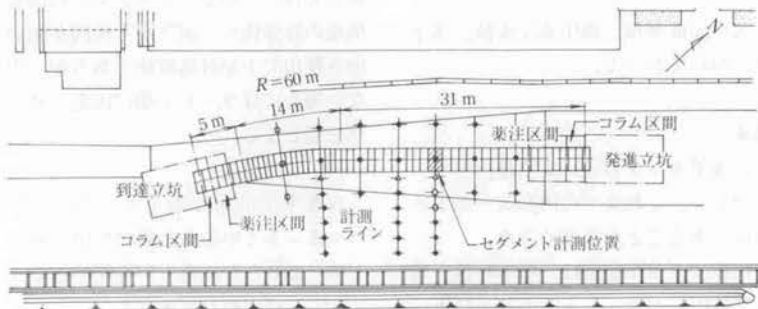 N
R=60 m
31 m
14 m
5 m
コラム区間
薬注区間
発進立坑
到達立坑
薬注区間
コラム区間
計測
ライン
セグメント計測位置